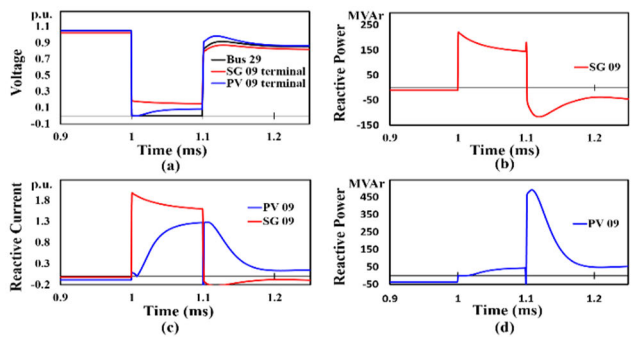 p.u.
1.1
0.9
0.7
0.5
0.3
0.1
-0.1
Voltage
Bus 29
SG 09 terminal
PV 09 terminal
0.9
1
1.1
1.2
Time (ms)
(a)
MVAr
250
150
50
-50
-150
Reactive Power
SG 09
0.9
1
1.1
1.2
Time (ms)
(b)
p.u.
1.8
1.3
0.8
0.3
-0.2
Reactive Current
PV 09
SG 09
0.9
1
1.1
1.2
Time (ms)
(c)
MVAr
450
350
250
150
50
-50
Reactive Power
PV 09
0.9
1
1.1
1.2
Time (ms)
(d)